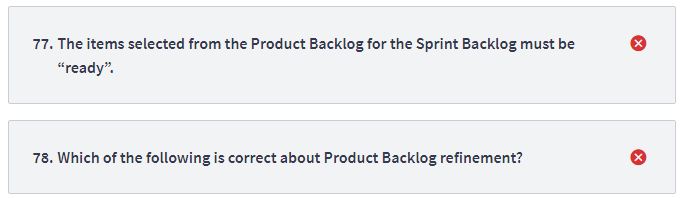 77. The items selected from the Product Backlog for the Sprint Backlog must be
“ready”.
78. Which of the following is correct about Product Backlog refinement?